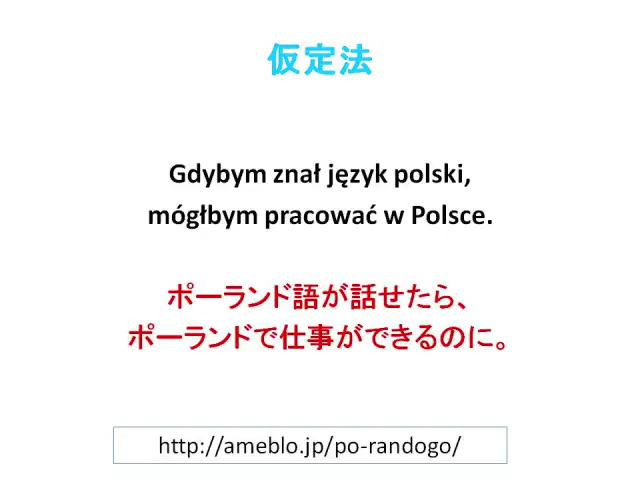 仮定法
Gdybym znał język polski,
mógłbym pracować w Polsce.
ポーランド語が話せたら、
ポーランドで仕事ができるのに。
http://ameblo.jp/po-randogo/